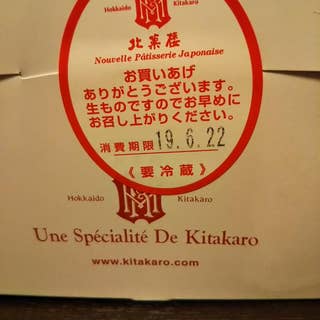 Hokkaido Kitakaro
北菓楼
Nouvelle Pâtisserie Japonaise
お買いあげ
ありがとうございます。
生ものですのでお早めに
お召し上がりください。
消費期限 19.6.22
《要冷蔵》
Hokkaido Kitakaro
Une Spécialité De Kitakaro
www.kitakaro.com